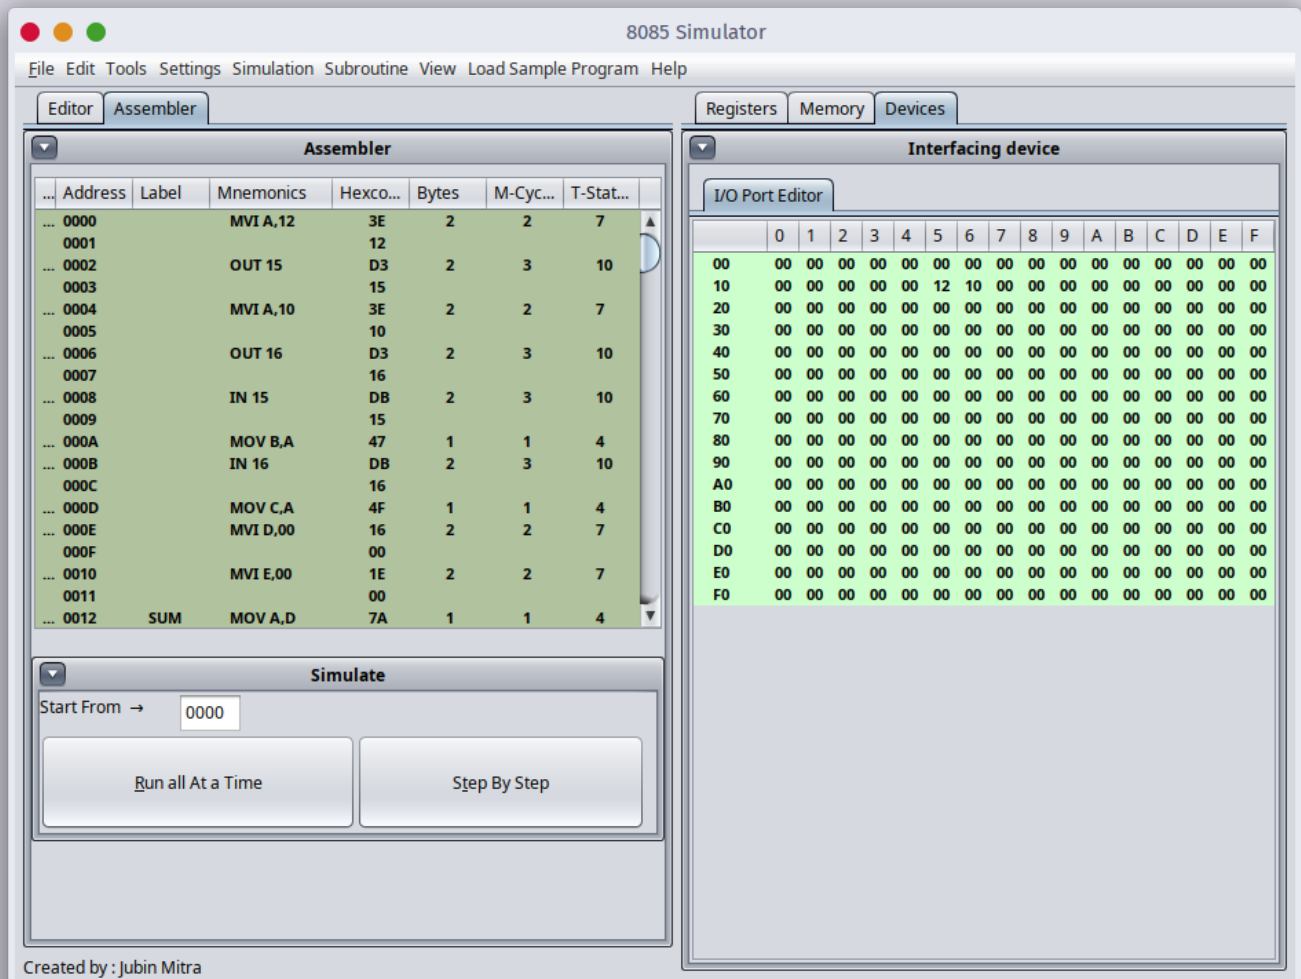 8085 Simulator
File Edit Tools Settings Simulation Subroutine View Load Sample Program Help
Editor Assembler
Assembler
... Address Label Mnemonics Hexco... Bytes M-Cyc... T-Stat...
... 0000 MVI A,12 3E 2 2 7
0001 12
... 0002 OUT 15 D3 2 3 10
0003 15
... 0004 MVI A,10 3E 2 2 7
0005 10
... 0006 OUT 16 D3 2 3 10
0007 16
... 0008 IN 15 DB 2 3 10
0009 15
... 000A MOV B,A 47 1 1 4
... 000B IN 16 DB 2 3 10
000C 16
... 000D MOV C,A 4F 1 1 4
... 000E MVI D,00 16 2 2 7
000F 00
... 0010 MVI E,00 1E 2 2 7
0011 00
... 0012 SUM MOV A,D 7A 1 1 4
Simulate
Start From → 0000
Run all At a Time Step By Step
Created by : Jubin Mitra
Registers Memory Devices
Interfacing device
I/O Port Editor
0 1 2 3 4 5 6 7 8 9 A B C D E F
00 00 00 00 00 00 00 00 00 00 00 00 00 00 00 00 00
10 00 00 00 00 00 12 10 00 00 00 00 00 00 00 00 00
20 00 00 00 00 00 00 00 00 00 00 00 00 00 00 00 00
30 00 00 00 00 00 00 00 00 00 00 00 00 00 00 00 00
40 00 00 00 00 00 00 00 00 00 00 00 00 00 00 00 00
50 00 00 00 00 00 00 00 00 00 00 00 00 00 00 00 00
60 00 00 00 00 00 00 00 00 00 00 00 00 00 00 00 00
70 00 00 00 00 00 00 00 00 00 00 00 00 00 00 00 00
80 00 00 00 00 00 00 00 00 00 00 00 00 00 00 00 00
90 00 00 00 00 00 00 00 00 00 00 00 00 00 00 00 00
A0 00 00 00 00 00 00 00 00 00 00 00 00 00 00 00 00
B0 00 00 00 00 00 00 00 00 00 00 00 00 00 00 00 00
C0 00 00 00 00 00 00 00 00 00 00 00 00 00 00 00 00
D0 00 00 00 00 00 00 00 00 00 00 00 00 00 00 00 00
E0 00 00 00 00 00 00 00 00 00 00 00 00 00 00 00 00
F0 00 00 00 00 00 00 00 00 00 00 00 00 00 00 00 00